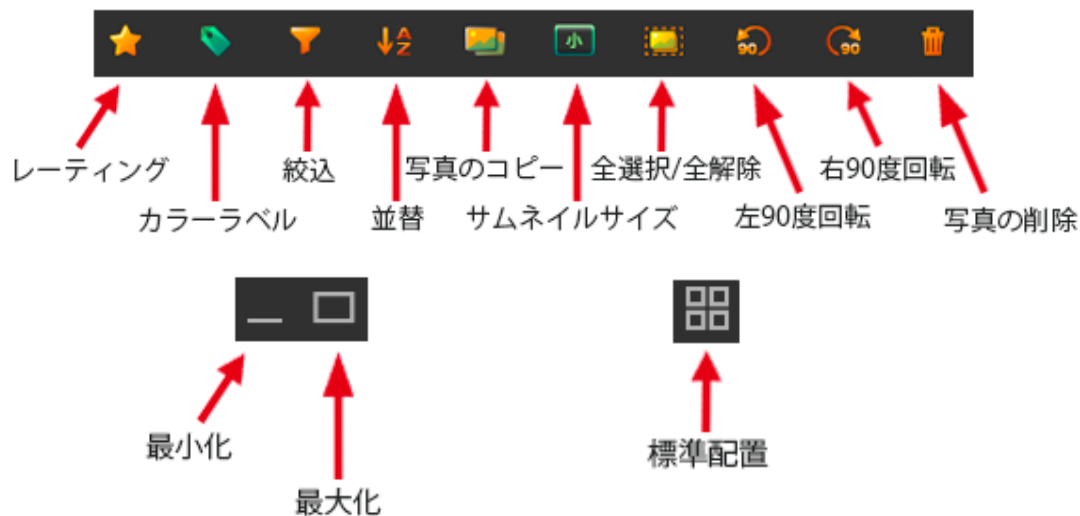 A
Z
小
90
90
レーティング
絞込
写真のコピー
全選択/全解除
右90度回転
カラーラベル
並替
サムネイルサイズ
左90度回転
写真の削除
最小化
最大化
標準配置